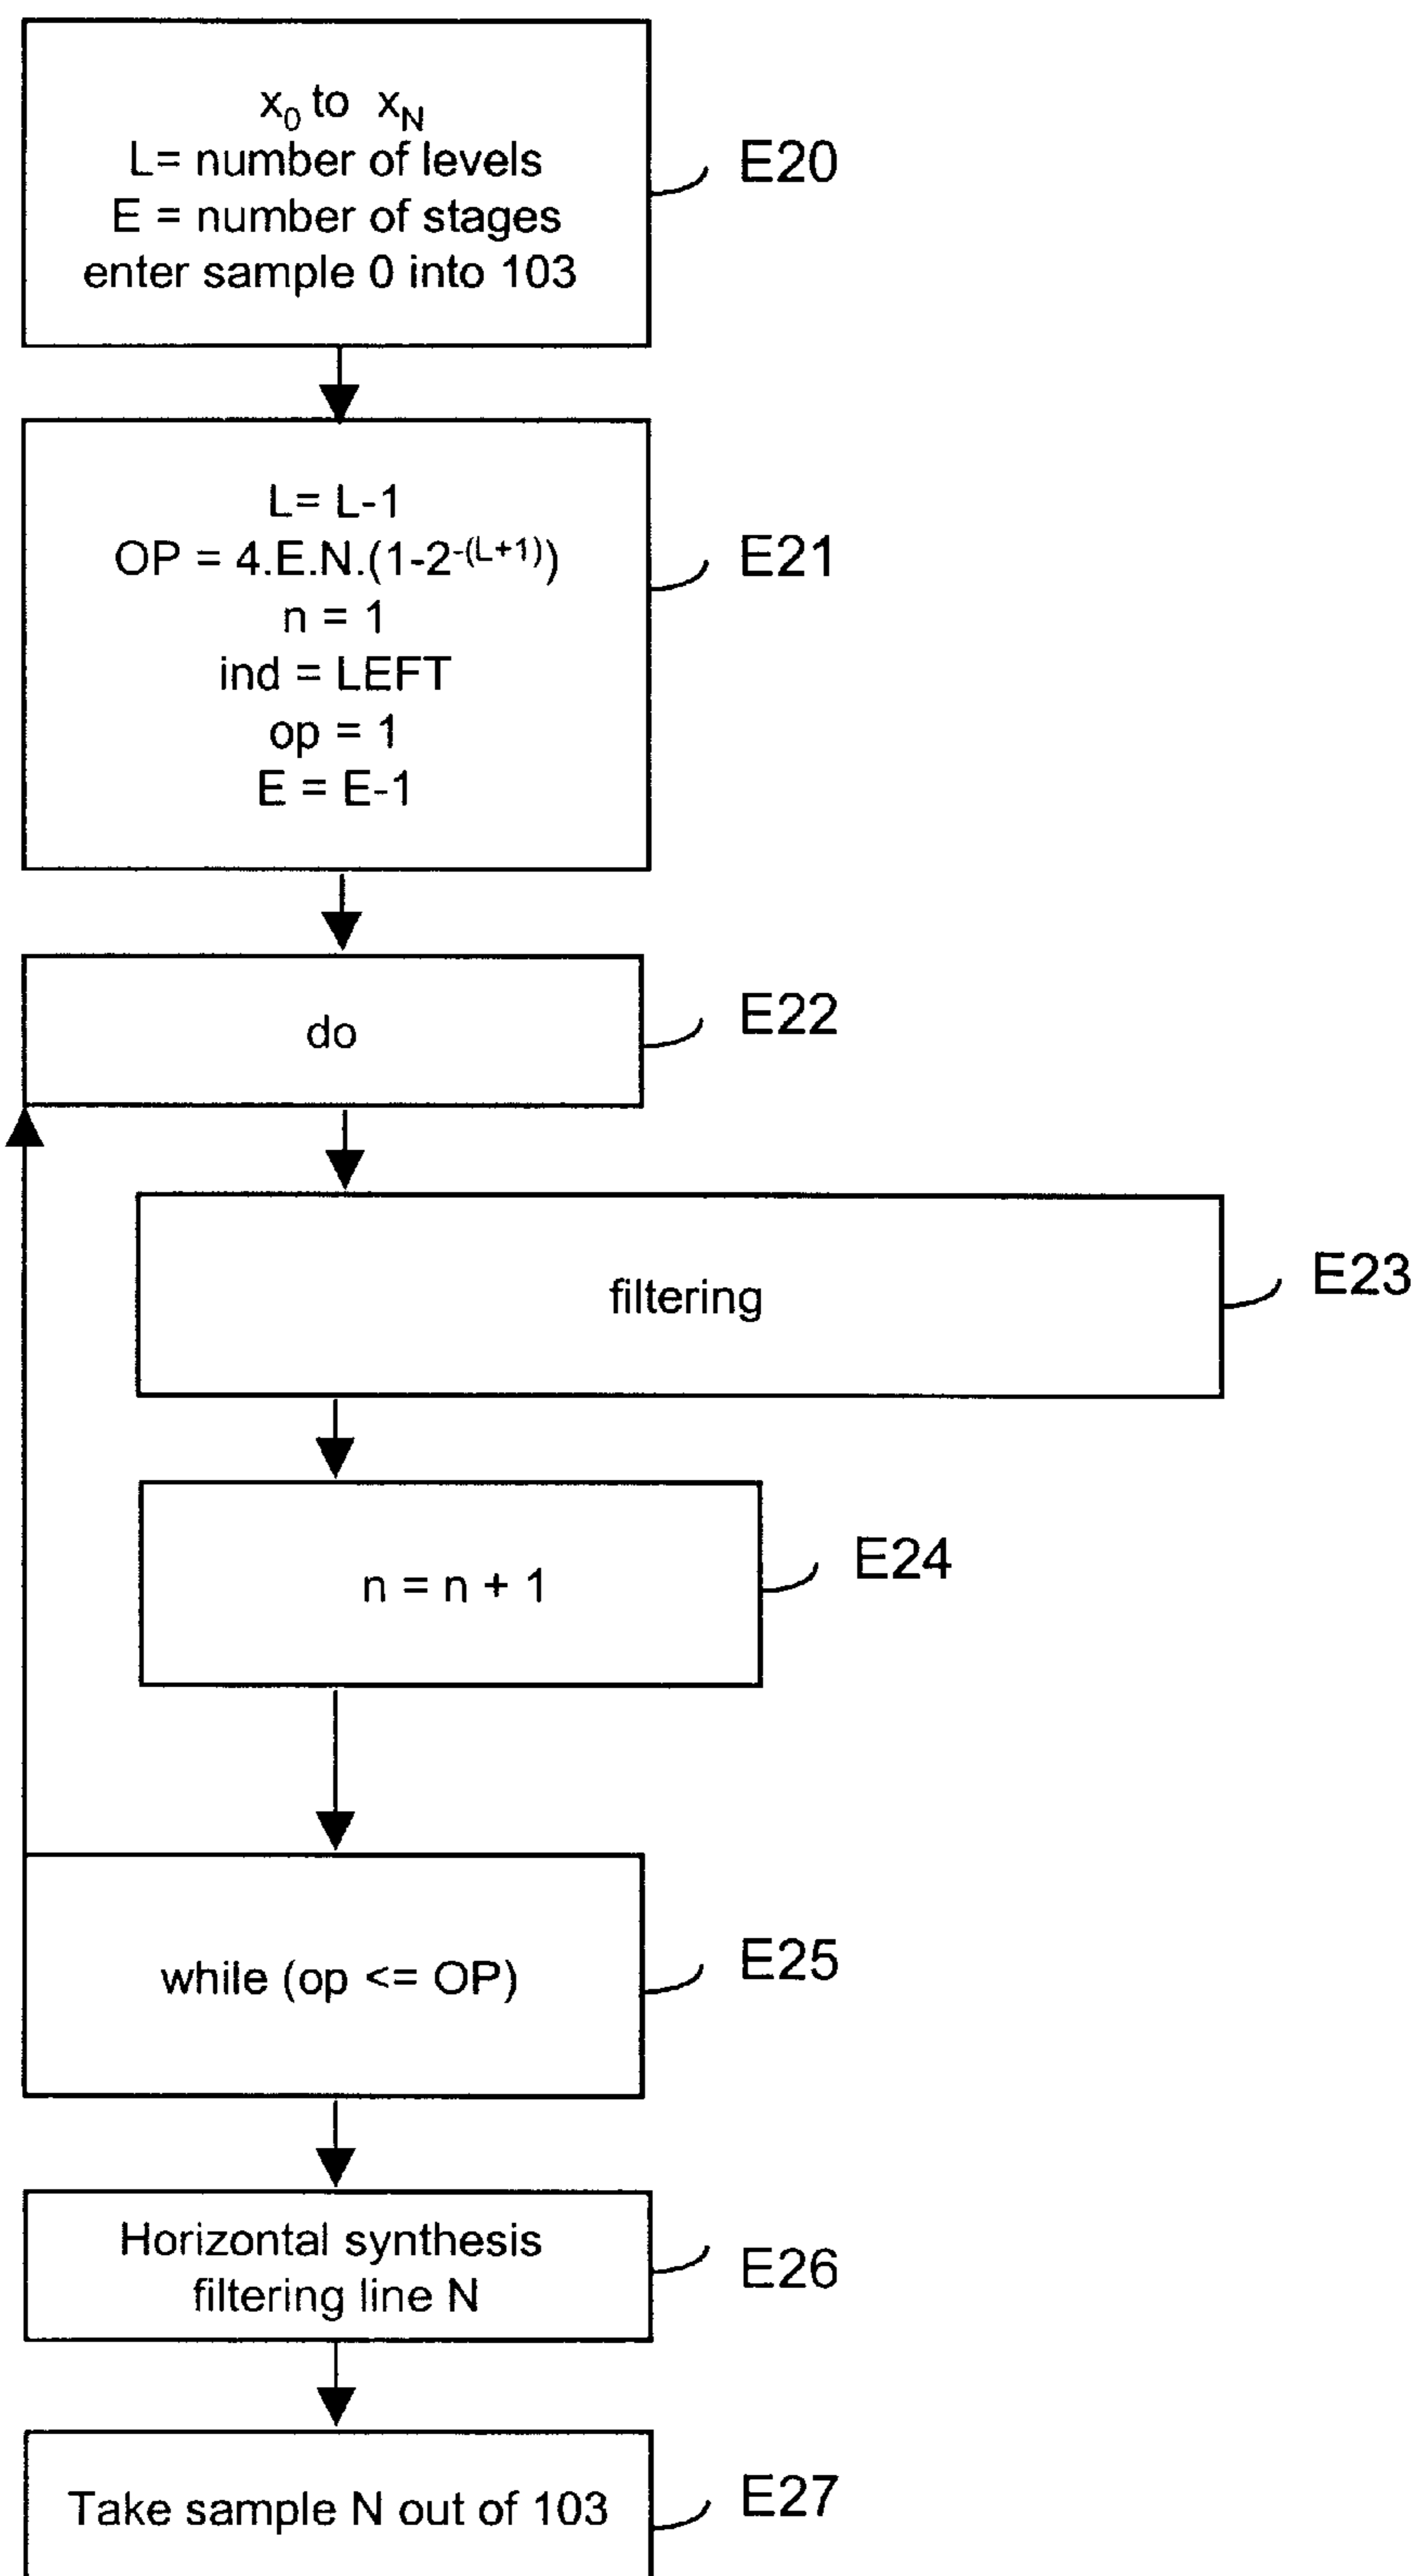 x₀ to x_N
L= number of levels
E = number of stages
enter sample 0 into 103
E20
L= L-1
OP = 4.E.N.(1-2^-(L+1))
n = 1
ind = LEFT
op = 1
E = E-1
E21
do
E22
filtering
E23
n = n + 1
E24
while (op <= OP)
E25
Horizontal synthesis
filtering line N
E26
Take sample N out of 103
E27